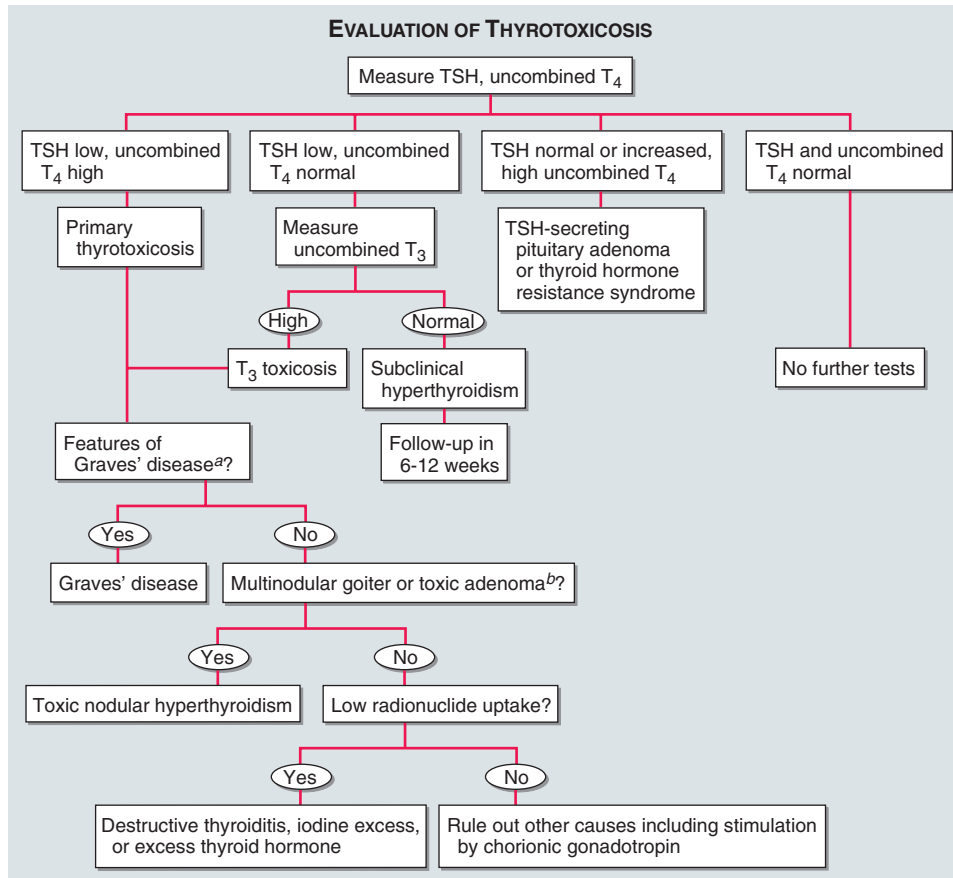 EVALUATION OF THYROTOXICOSIS
Measure TSH, uncombined T4
TSH low, uncombined
T4 high
TSH low, uncombined
T4 normal
TSH normal or increased,
high uncombined T4
TSH and uncombined
T4 normal
Primary
thyrotoxicosis
Measure
uncombined T3
TSH-secreting
pituitary adenoma
or thyroid hormone
resistance syndrome
High
Normal
T3 toxicosis
Subclinical
hyperthyroidism
No further tests
Features of
Graves’ diseasea?
Follow-up in
6-12 weeks
Yes
No
Graves’ disease
Multinodular goiter or toxic adenomab?
Yes
No
Toxic nodular hyperthyroidism
Low radionuclide uptake?
Yes
No
Destructive thyroiditis, iodine excess,
or excess thyroid hormone
Rule out other causes including stimulation
by chorionic gonadotropin